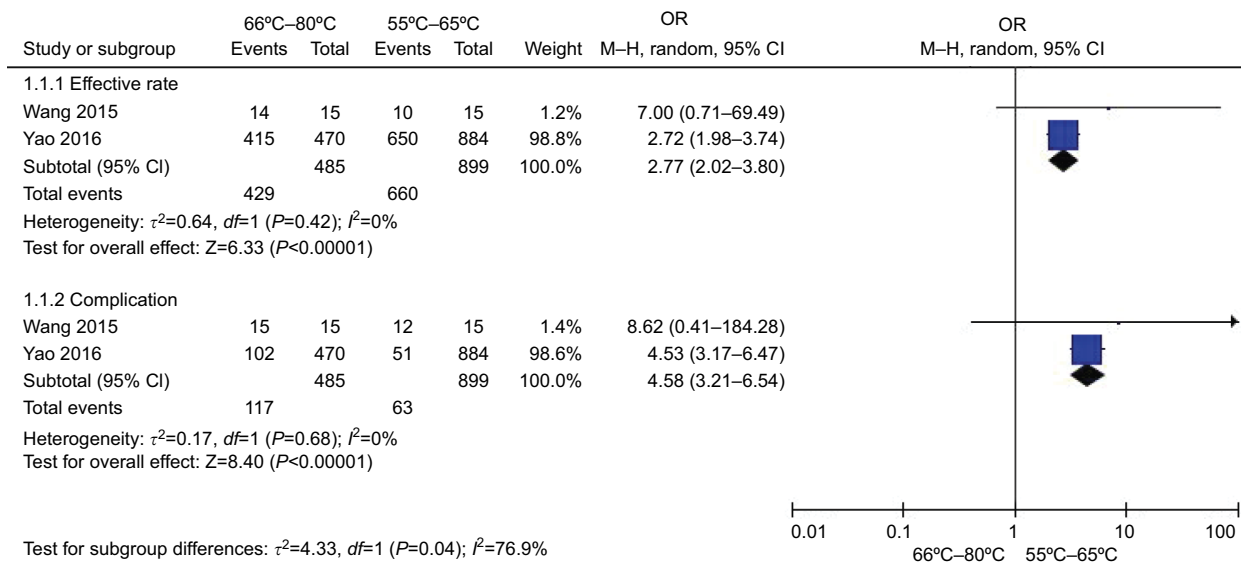 66ºC–80ºC 55ºC–65ºC OR OR
Study or subgroup Events Total Events Total Weight M–H, random, 95% CI M–H, random, 95% CI
1.1.1 Effective rate
Wang 2015 14 15 10 15 1.2% 7.00 (0.71–69.49)
Yao 2016 415 470 650 884 98.8% 2.72 (1.98–3.74)
Subtotal (95% CI) 485 899 100.0% 2.77 (2.02–3.80)
Total events 429 660
Heterogeneity: τ²=0.64, df=1 (P=0.42); I²=0%
Test for overall effect: Z=6.33 (P<0.00001)
1.1.2 Complication
Wang 2015 15 15 12 15 1.4% 8.62 (0.41–184.28)
Yao 2016 102 470 51 884 98.6% 4.53 (3.17–6.47)
Subtotal (95% CI) 485 899 100.0% 4.58 (3.21–6.54)
Total events 117 63
Heterogeneity: τ²=0.17, df=1 (P=0.68); I²=0%
Test for overall effect: Z=8.40 (P<0.00001)
0.01 0.1 1 10 100
Test for subgroup differences: τ²=4.33, df=1 (P=0.04); I²=76.9%
66ºC–80ºC 55ºC–65ºC